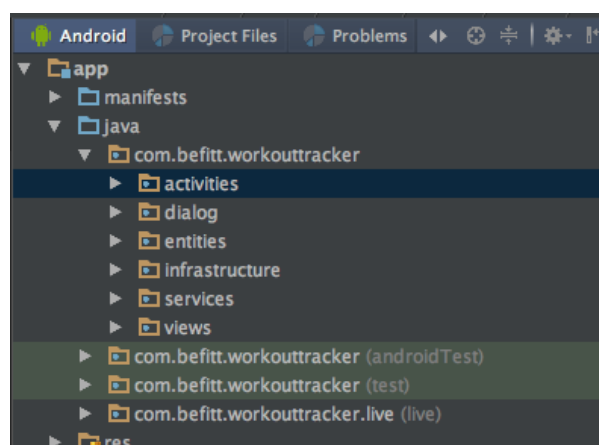 Android Project Files Problems
app
manifests
java
com.befitt.workouttracker
activities
dialog
entities
infrastructure
services
views
com.befitt.workouttracker (androidTest)
com.befitt.workouttracker (test)
com.befitt.workouttracker.live (live)
res